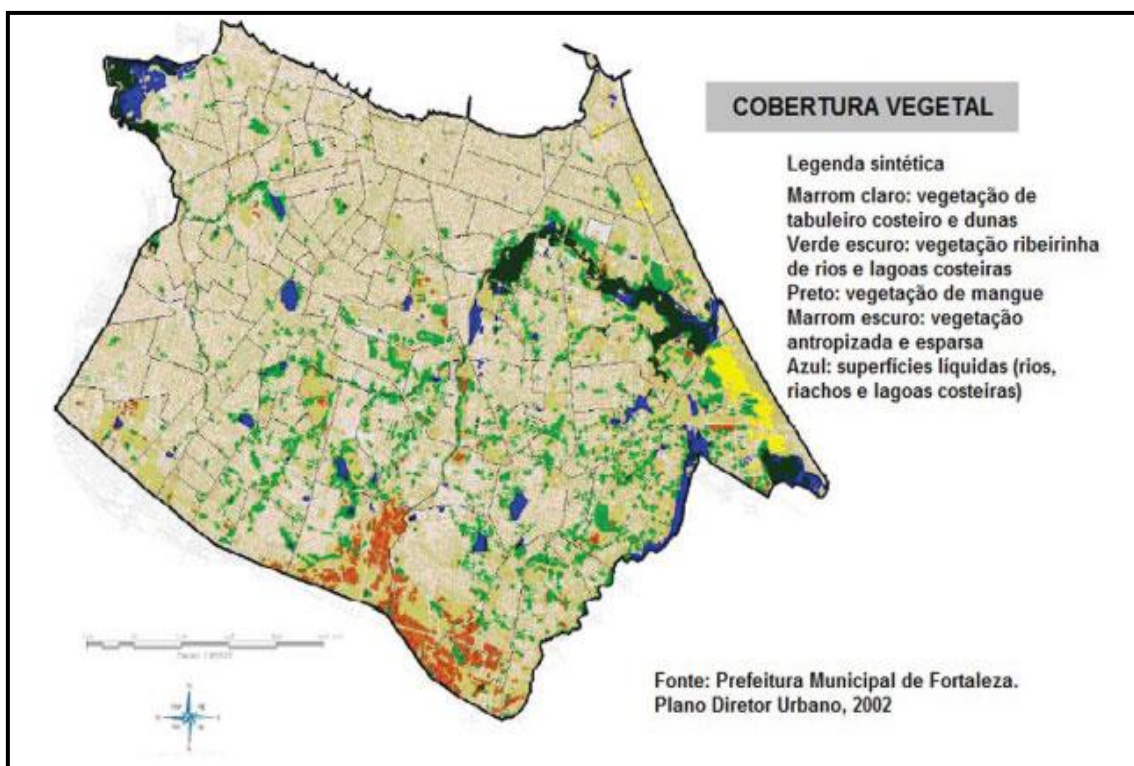 COBERTURA VEGETAL
Legenda sintética
Marrom claro: vegetação de
tabuleiro costeiro e dunas
Verde escuro: vegetação ribeirinha
de rios e lagoas costeiras
Preto: vegetação de mangue
Marrom escuro: vegetação
antropizada e esparsa
Azul: superfícies líquidas (rios,
riachos e lagoas costeiras)
Fonte: Prefeitura Municipal de Fortaleza.
Plano Diretor Urbano, 2002